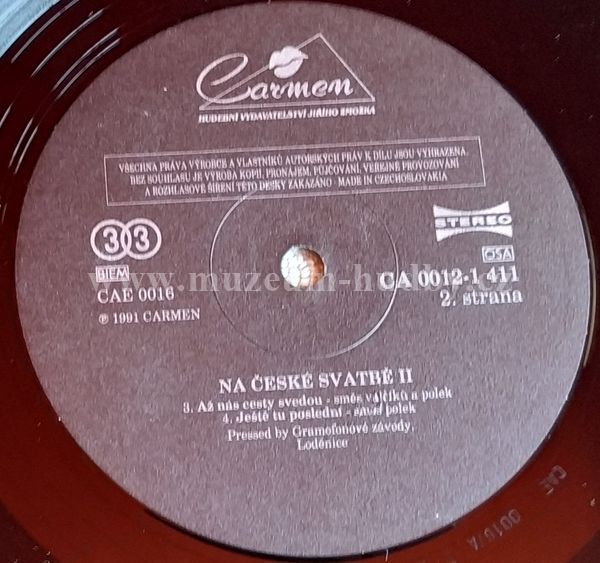 Carmen
HUDEBNÍ VYDAVATELSTVÍ JIŘÍHO SMOŽKA
VŠECHNA PRÁVA VÝROBCE A VLASTNÍKŮ AUTORSKÝCH PRÁV K DÍLU JSOU VYHRAZENA.
BEZ SOUHLASU JE VÝROBA KOPIÍ, PRONÁJEM, PŮJČOVÁNÍ, VEŘEJNÉ PROVOZOVÁNÍ
A ROZHLASOVÉ ŠÍŘENÍ TÉTO DESKY ZAKÁZÁNO · MADE IN CZECHOSLOVAKIA
33
STEREO
BIEM
OSA
www.muzeum-hudby.cz
CAE 0016
CA 0012-1 411
2. strana
℗ 1991 CARMEN
NA ČESKÉ SVATBĚ II
3. Až nás cesty svedou - směs valčíků a polek
4. Ještě tu poslední - směs polek
Pressed by Gramofonové závody,
Loděnice